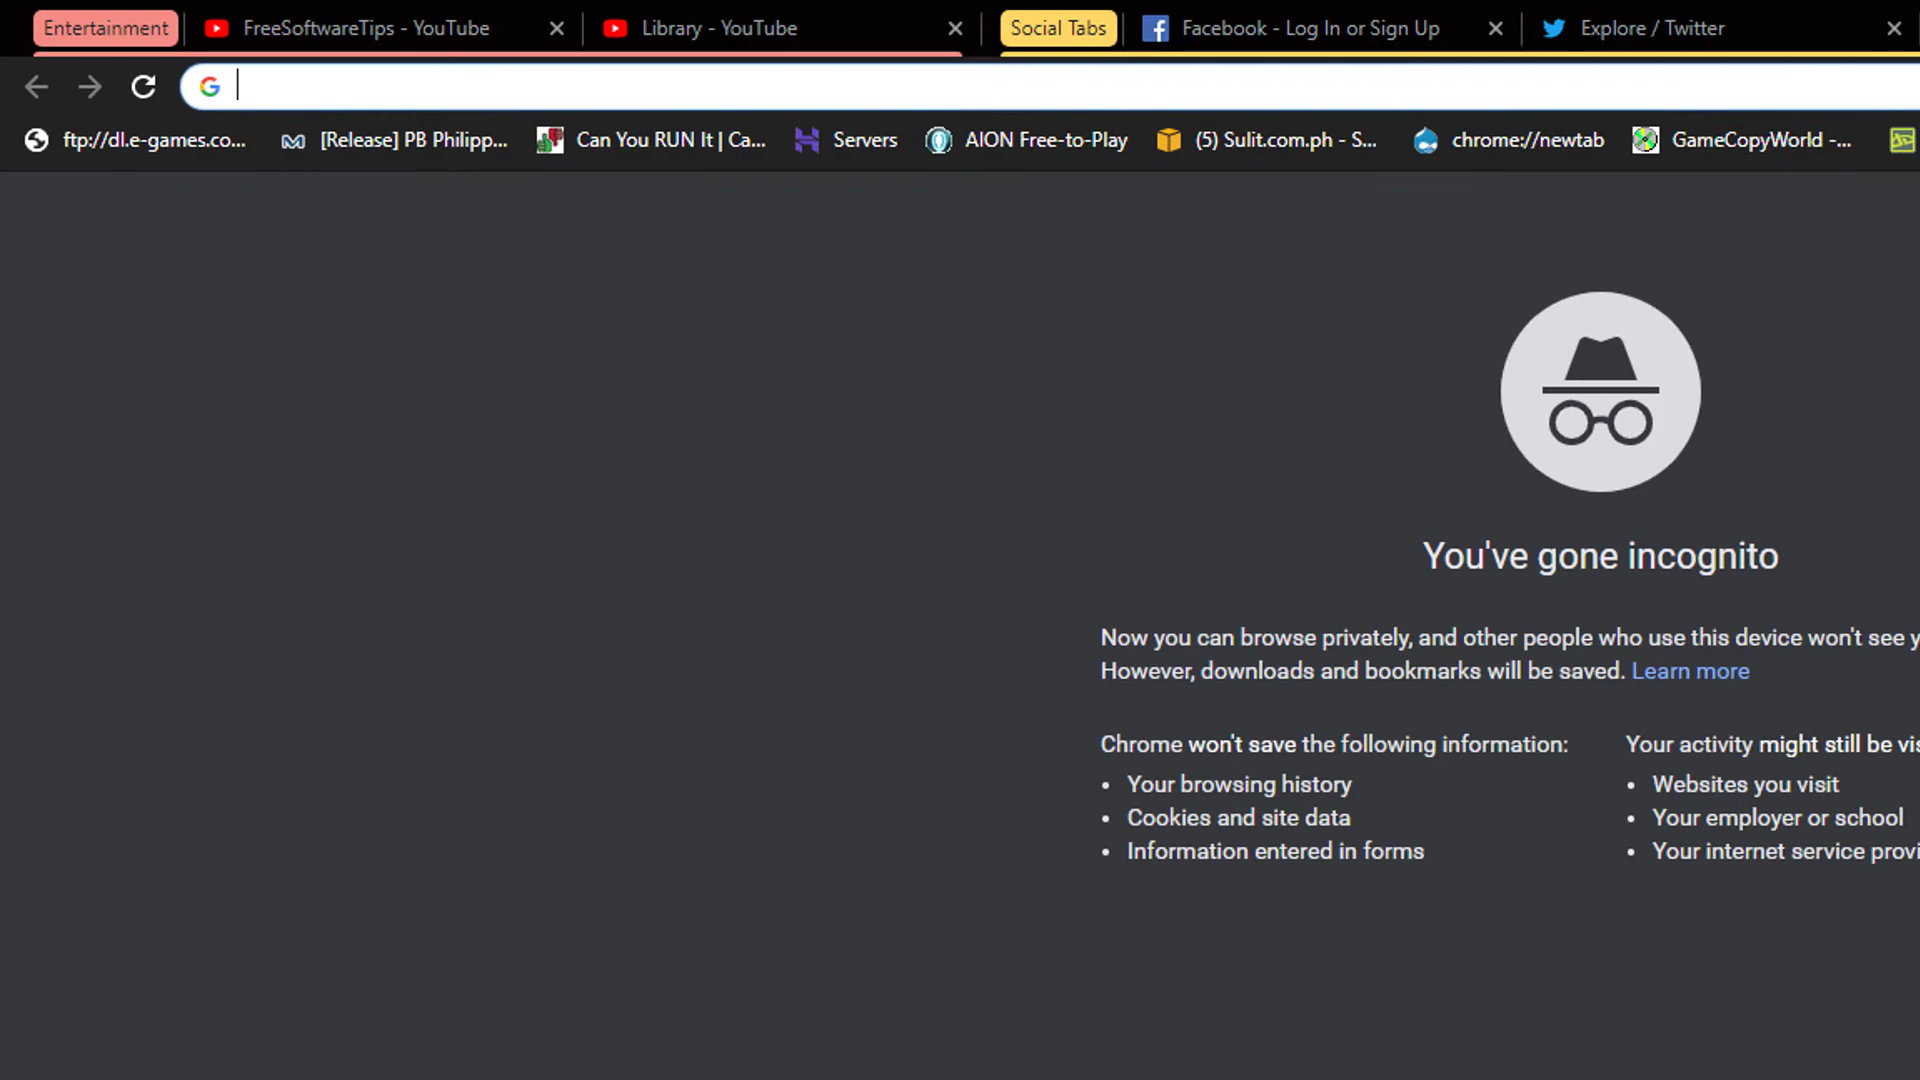 Entertainment FreeSoftwareTips - YouTube Library - YouTube Social Tabs Facebook - Log In or Sign Up Explore / Twitter
ftp://dl.e-games.co... [Release] PB Philipp... Can You RUN It | Ca... Servers AION Free-to-Play (5) Sulit.com.ph - S... chrome://newtab GameCopyWorld -...
You've gone incognito
Now you can browse privately, and other people who use this device won't see y
However, downloads and bookmarks will be saved. Learn more
Chrome won't save the following information:
• Your browsing history
• Cookies and site data
• Information entered in forms
Your activity might still be vis
• Websites you visit
• Your employer or school
• Your internet service provi